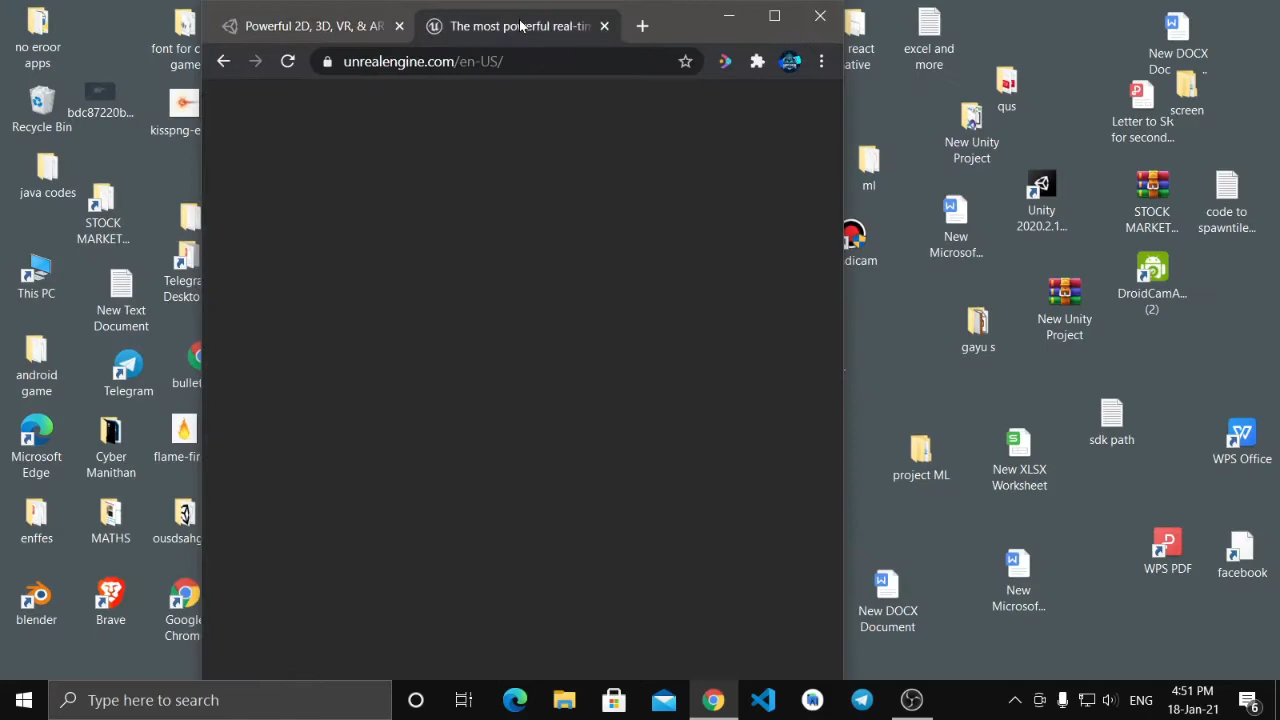 Powerful 2D, 3D, VR, & AR
The most powerful real-tim
unrealengine.com/en-US/
no eroor
apps
font for c
game
Recycle Bin
bdc87220b...
kisspng-e
java codes
STOCK
MARKET...
This PC
New Text
Document
Telegra
Deskto
android
game
Telegram
bullet
Microsoft
Edge
Cyber
Manithan
flame-fir
enffes
MATHS
ousdsahg
blender
Brave
Google
Chrom
react
ative
excel and
more
New DOCX
Doc ...
qus
Letter to Sh
for second...
screen
New Unity
Project
ml
Unity
2020.2.1...
New
Microsof...
STOCK
MARKET...
code to
spawntile...
dicam
DroidCamA...
(2)
New Unity
Project
gayu s
sdk path
project ML
New XLSX
Worksheet
WPS Office
New
Microsof...
WPS PDF
facebook
New DOCX
Document
Type here to search
ENG
4:51 PM
18-Jan-21
6